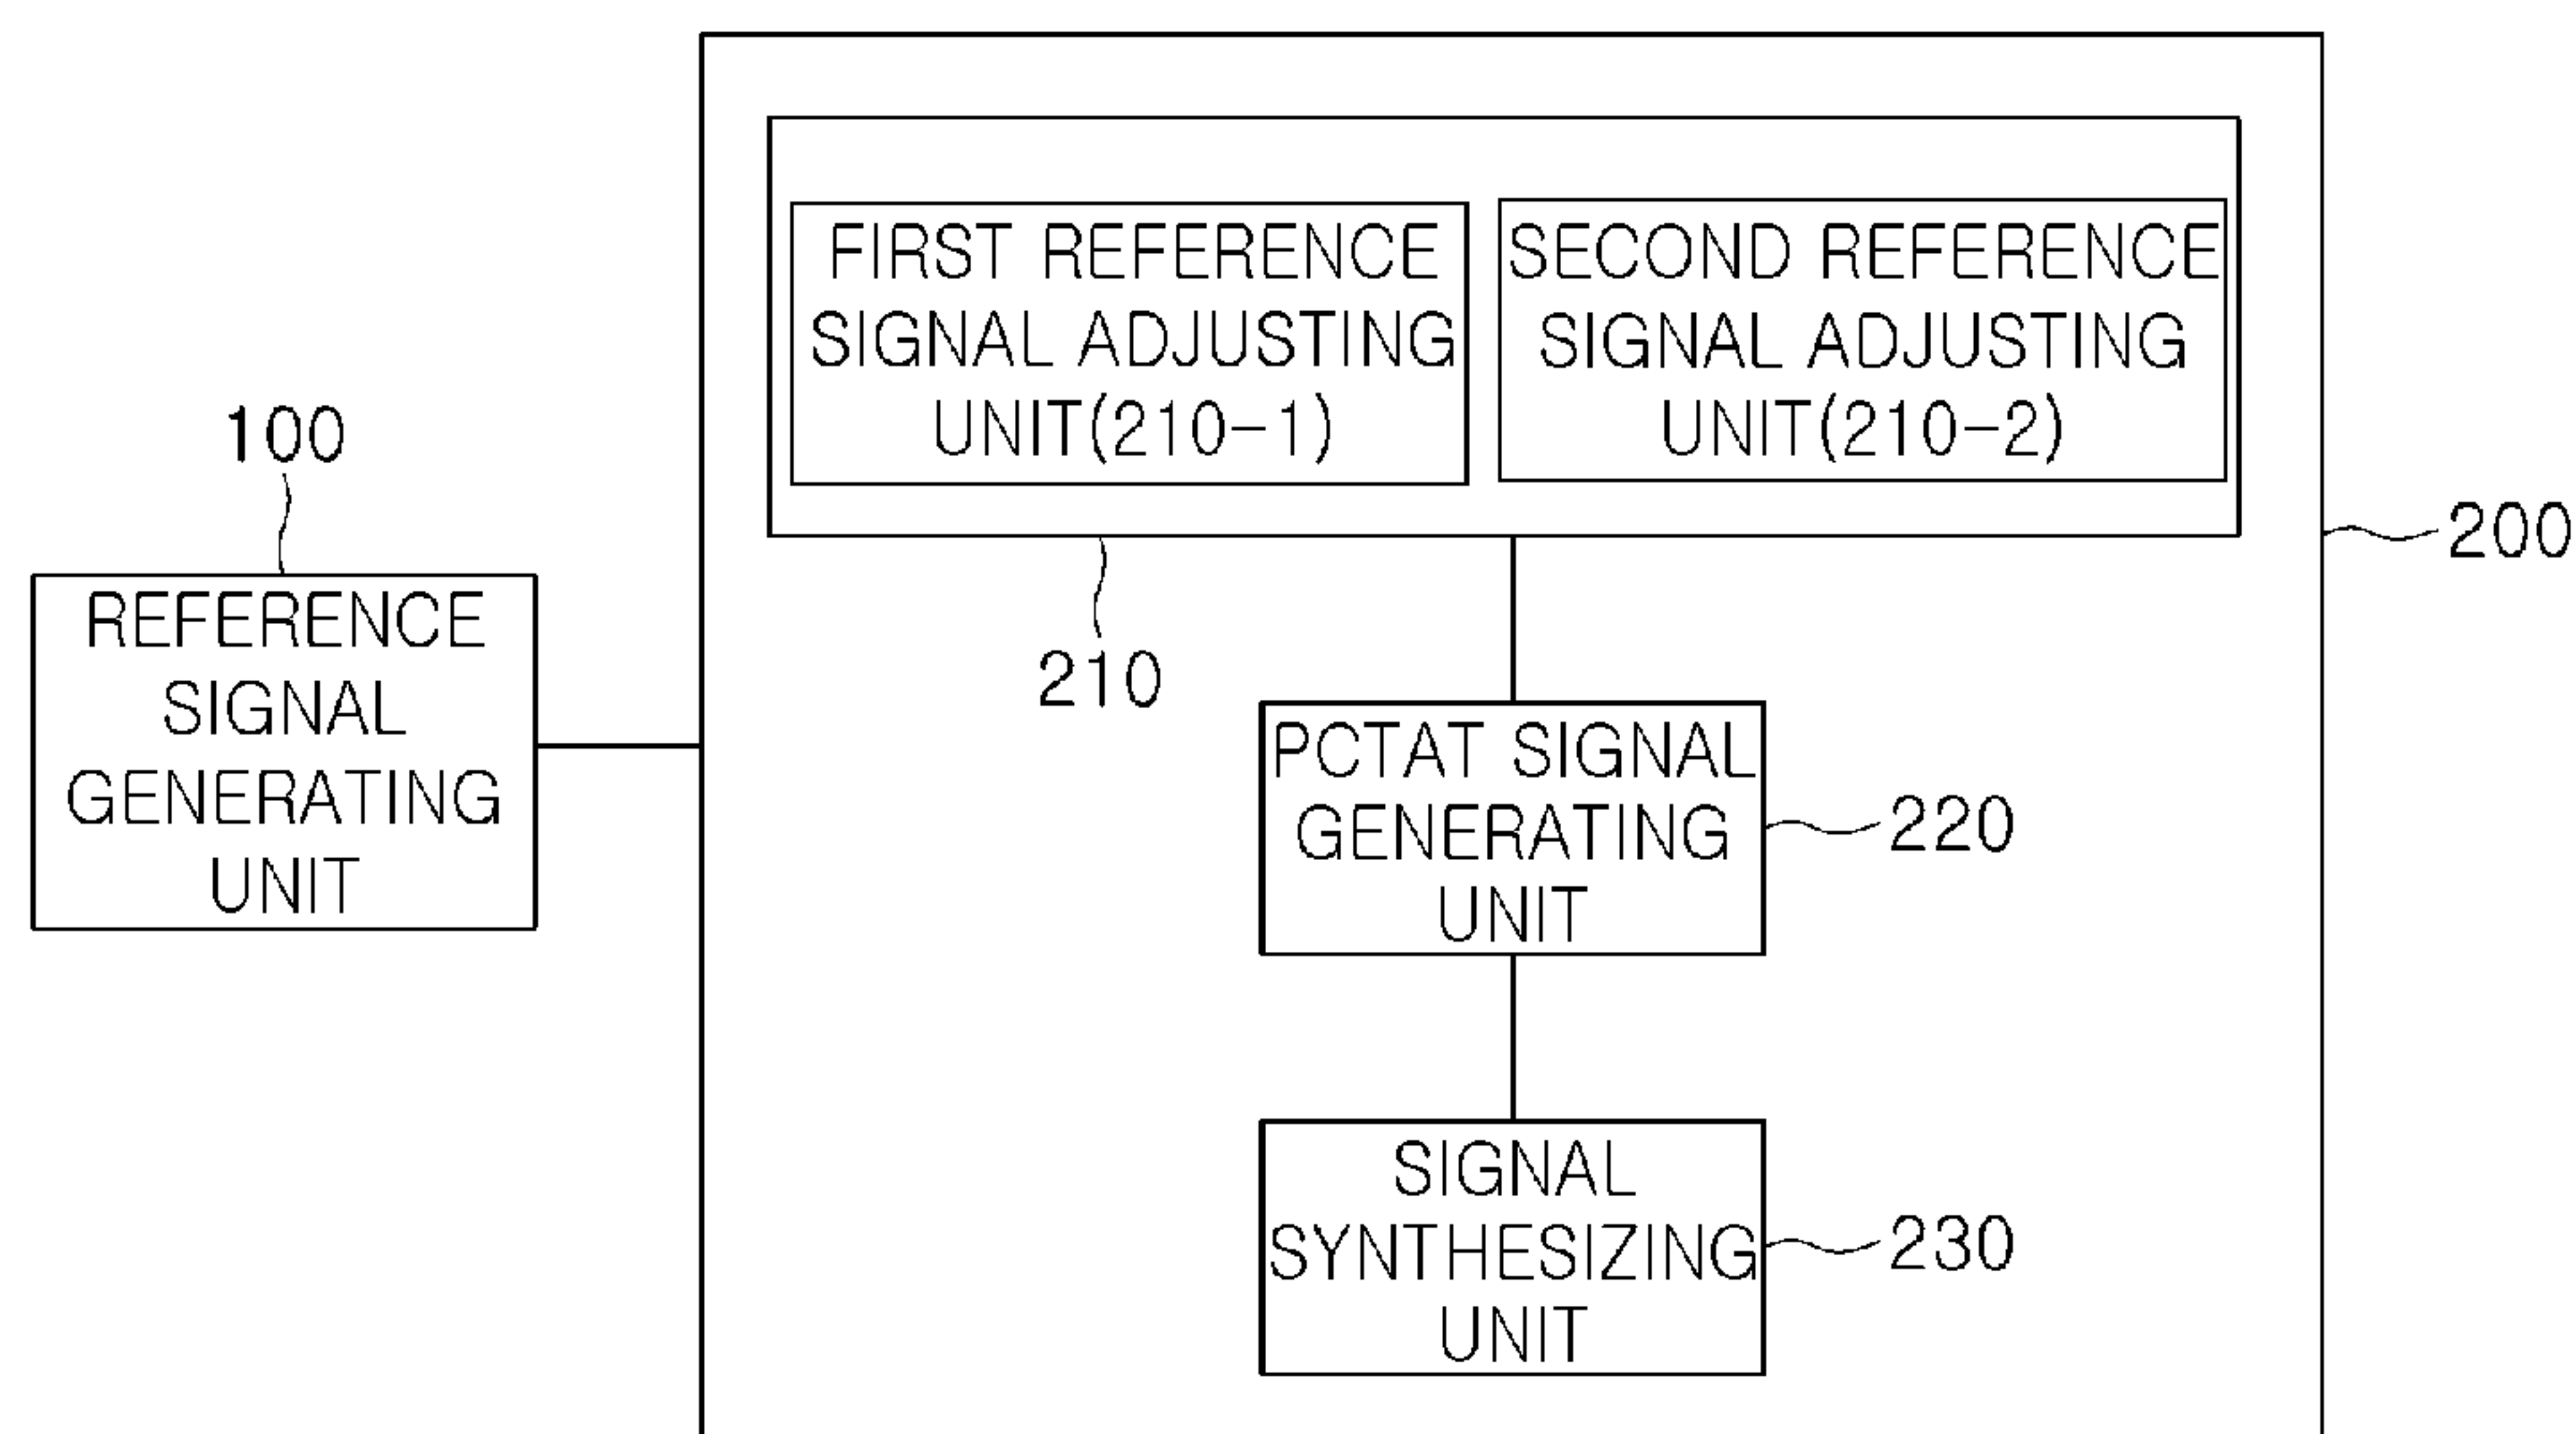 FIRST REFERENCE
SIGNAL ADJUSTING
UNIT(210-1)
SECOND REFERENCE
SIGNAL ADJUSTING
UNIT(210-2)
100
200
REFERENCE
SIGNAL
GENERATING
UNIT
210
PCTAT SIGNAL
GENERATING
UNIT
220
SIGNAL
SYNTHESIZING
UNIT
230